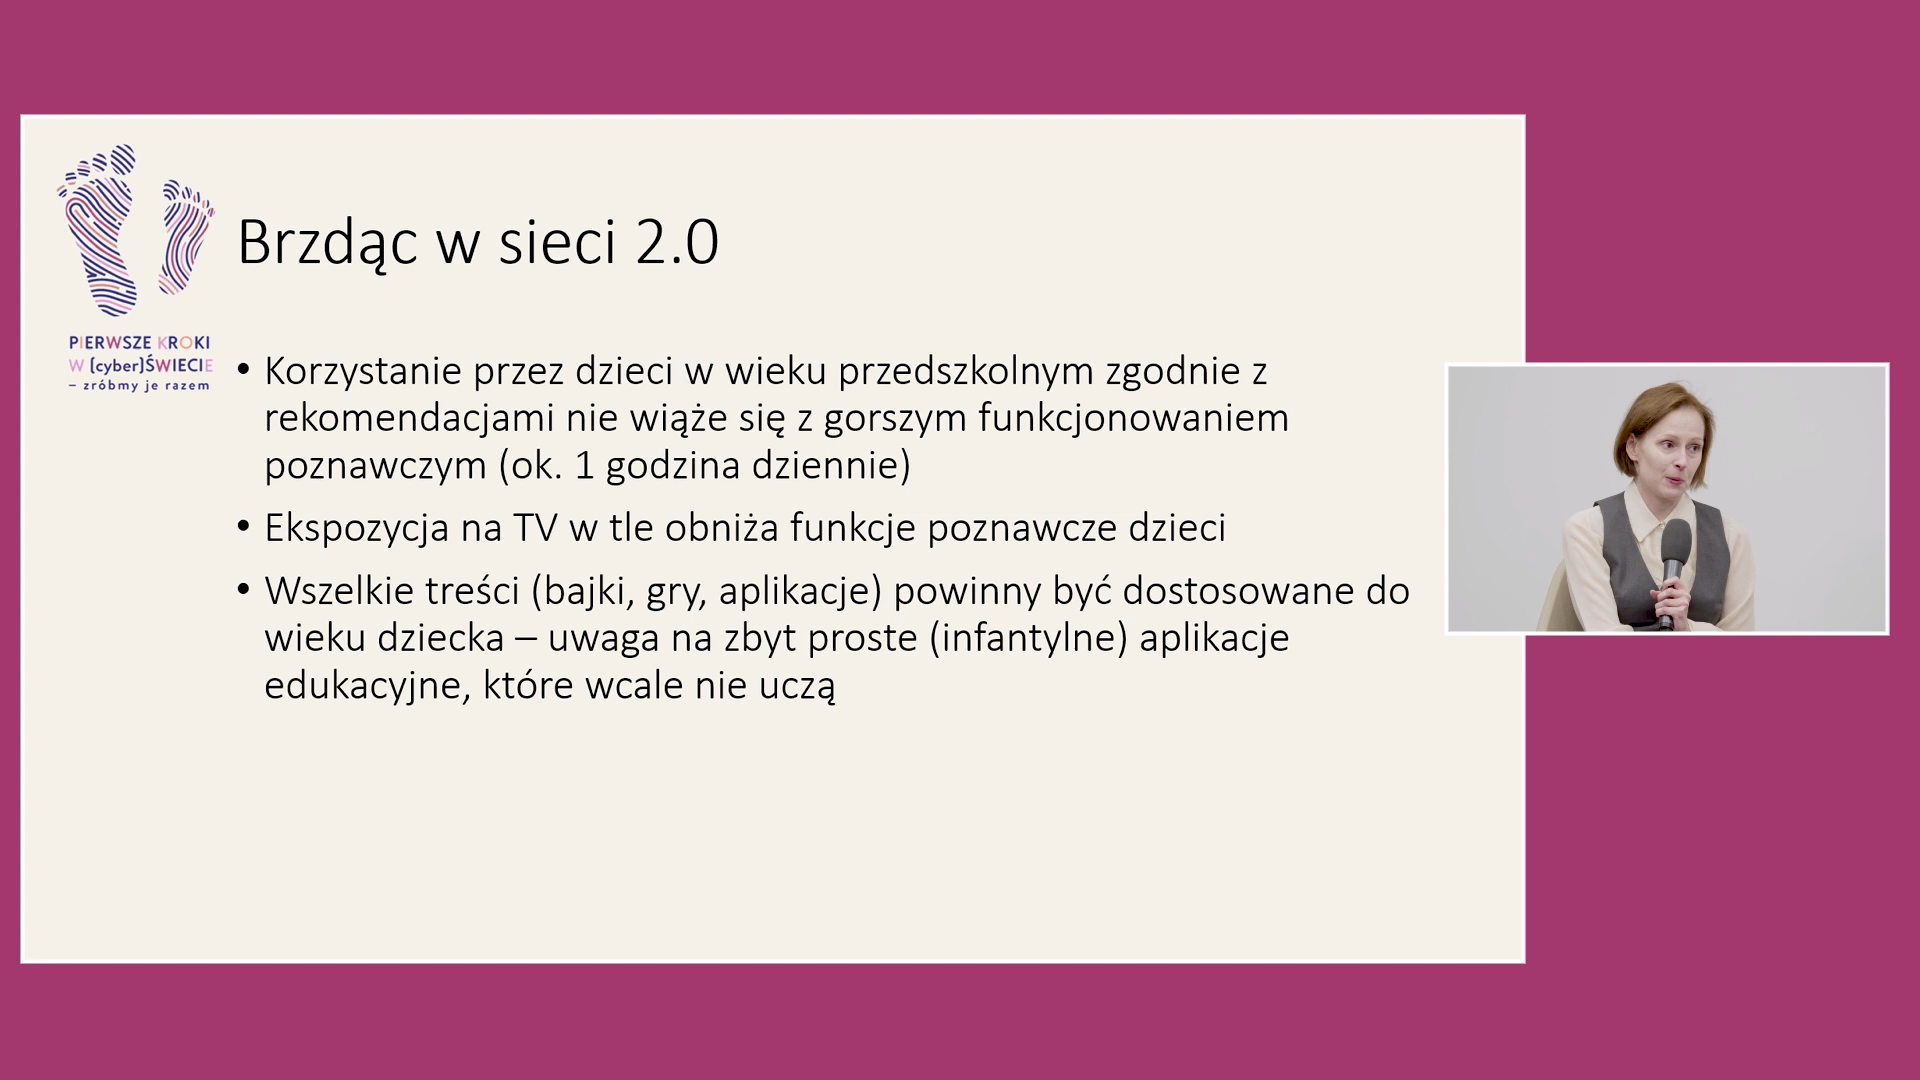 PIERWSZE KROKI
W [cyber]ŚWIECIE
– zróbmy je razem
Brzdąc w sieci 2.0
• Korzystanie przez dzieci w wieku przedszkolnym zgodnie z
rekomendacjami nie wiąże się z gorszym funkcjonowaniem
poznawczym (ok. 1 godzina dziennie)
• Ekspozycja na TV w tle obniża funkcje poznawcze dzieci
• Wszelkie treści (bajki, gry, aplikacje) powinny być dostosowane do
wieku dziecka – uwaga na zbyt proste (infantylne) aplikacje
edukacyjne, które wcale nie uczą